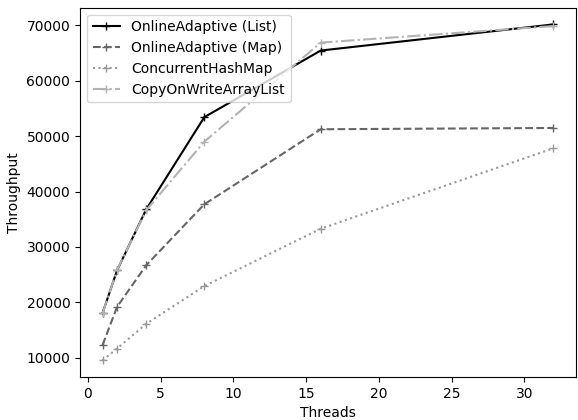 70000
60000
50000
40000
30000
20000
10000
Throughput
OnlineAdaptive (List)
OnlineAdaptive (Map)
ConcurrentHashMap
CopyOnWriteArrayList
0 5 10 15 20 25 30
Threads